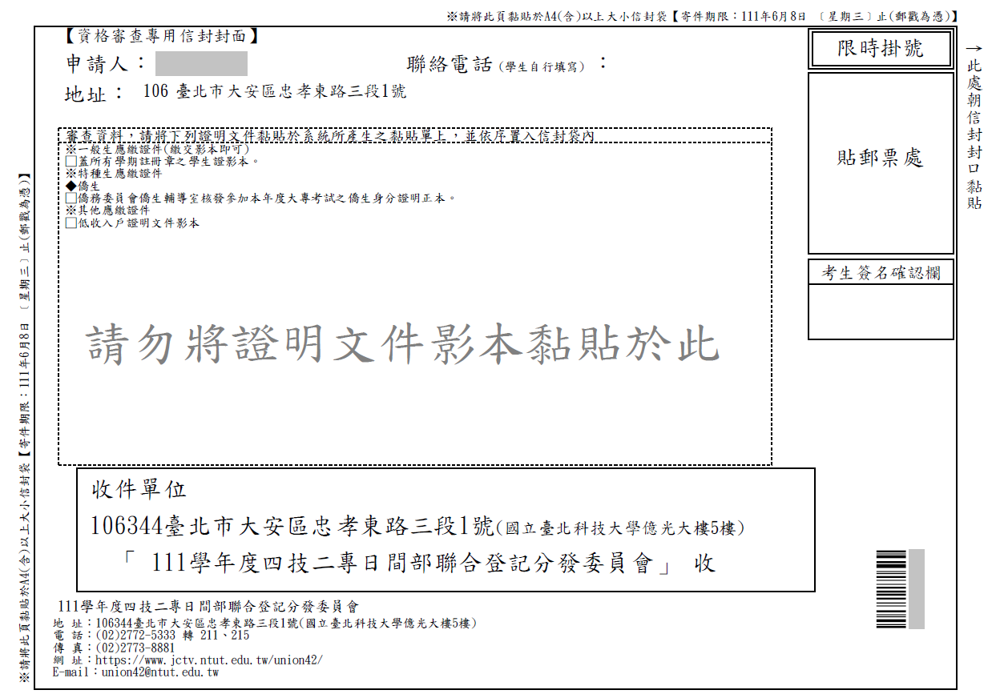 ※請將此頁黏貼於A4(含)以上大小信封袋【寄件期限：111年6月8日 〔星期三〕止(郵戳為憑)】
【資格審查專用信封封面】
申請人：
聯絡電話(學生自行填寫) ：
地址： 106 臺北市大安區忠孝東路三段1號
限時掛號
貼郵票處
考生簽名確認欄
→此處朝信封封口黏貼
審查資料，請將下列證明文件黏貼於系統所產生之黏貼單上，並依序置入信封袋內
※一般生應繳證件(繳交影本即可)
□蓋所有學期註冊章之學生證影本。
※特種生應繳證件
◆僑生
□僑務委員會僑生輔導室核發參加本年度大專考試之僑生身分證明正本。
※其他應繳證件
□低收入戶證明文件影本
請勿將證明文件影本黏貼於此
收件單位
106344臺北市大安區忠孝東路三段1號(國立臺北科技大學億光大樓5樓)
「 111學年度四技二專日間部聯合登記分發委員會」 收
111學年度四技二專日間部聯合登記分發委員會
地 址：106344臺北市大安區忠孝東路三段1號(國立臺北科技大學億光大樓5樓)
電 話：(02)2772-5333 轉 211、215
傳 真：(02)2773-8881
網 址：https://www.jctv.ntut.edu.tw/union42/
E-mail：union42@ntut.edu.tw
※請將此頁黏貼於A4(含)以上大小信封袋【寄件期限：111年6月8日 〔星期三〕止(郵戳為憑)】